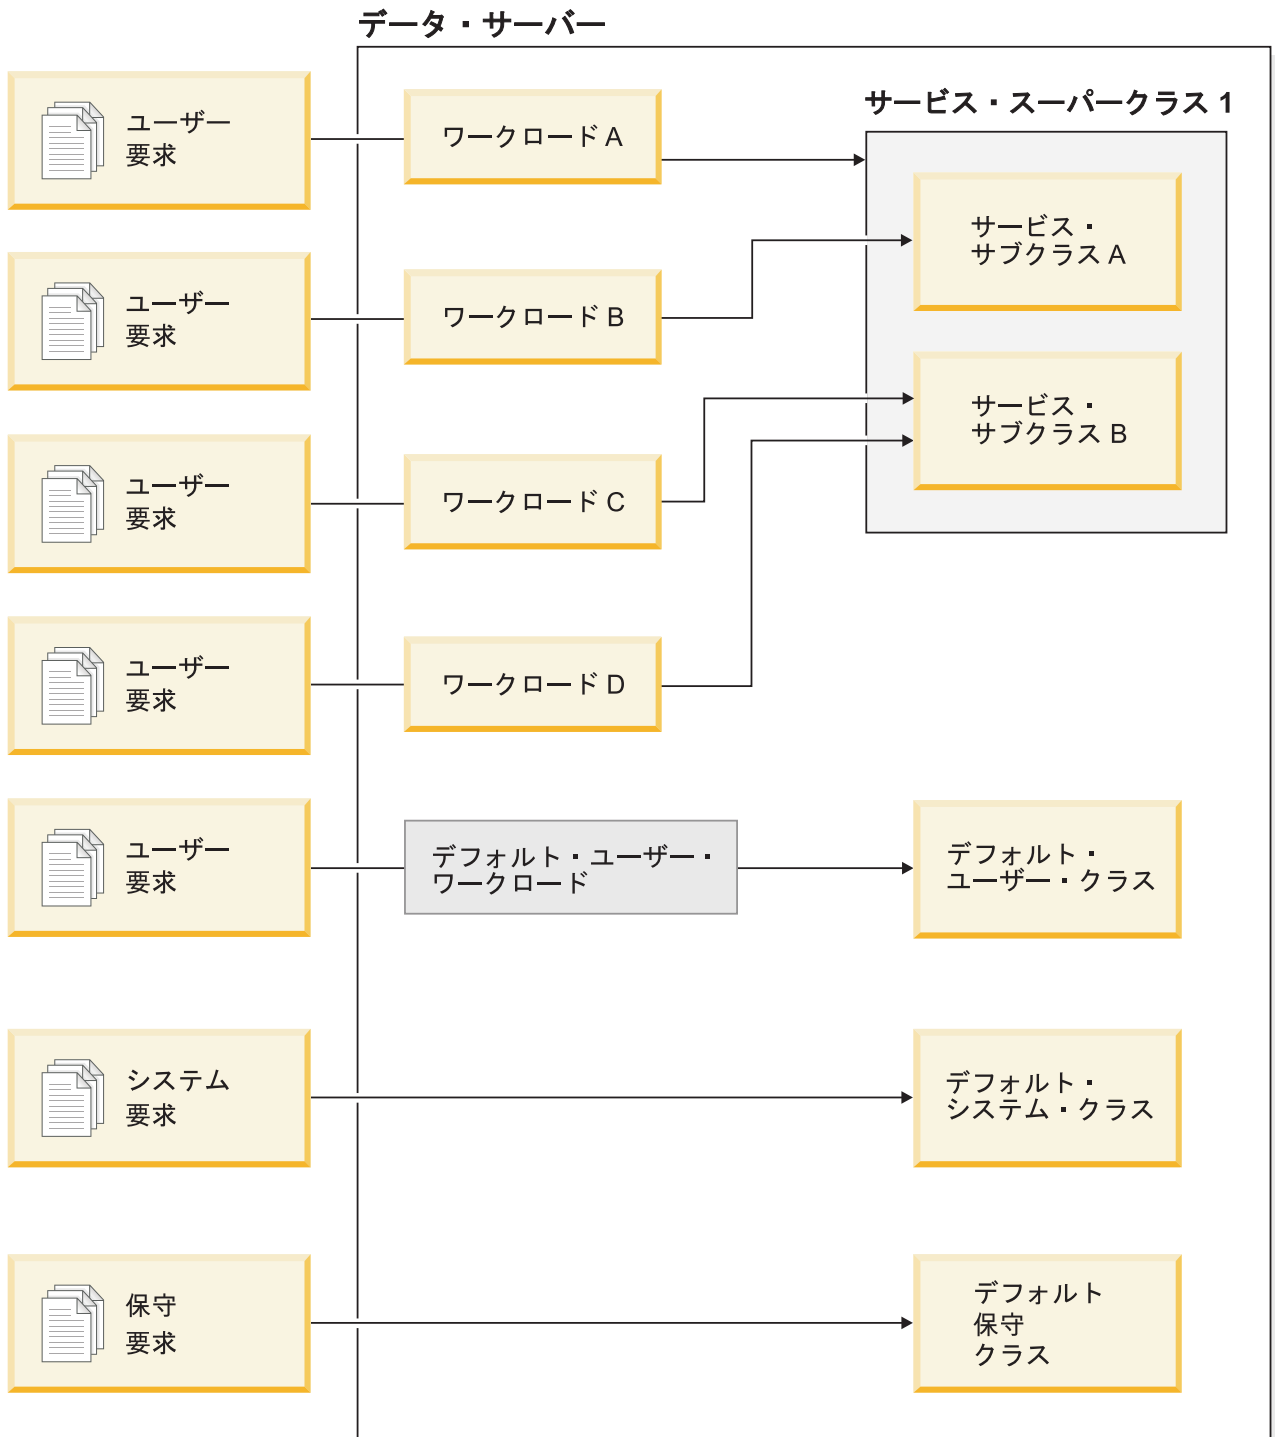 データ・サーバー
ユーザー
要求
ワークロード A
サービス・スーパークラス 1
サービス・
サブクラス A
ユーザー
要求
ワークロード B
サービス・
サブクラス B
ユーザー
要求
ワークロード C
ユーザー
要求
ワークロード D
ユーザー
要求
デフォルト・ユーザー・
ワークロード
デフォルト・
ユーザー・クラス
システム
要求
デフォルト・
システム・クラス
保守
要求
デフォルト
保守
クラス